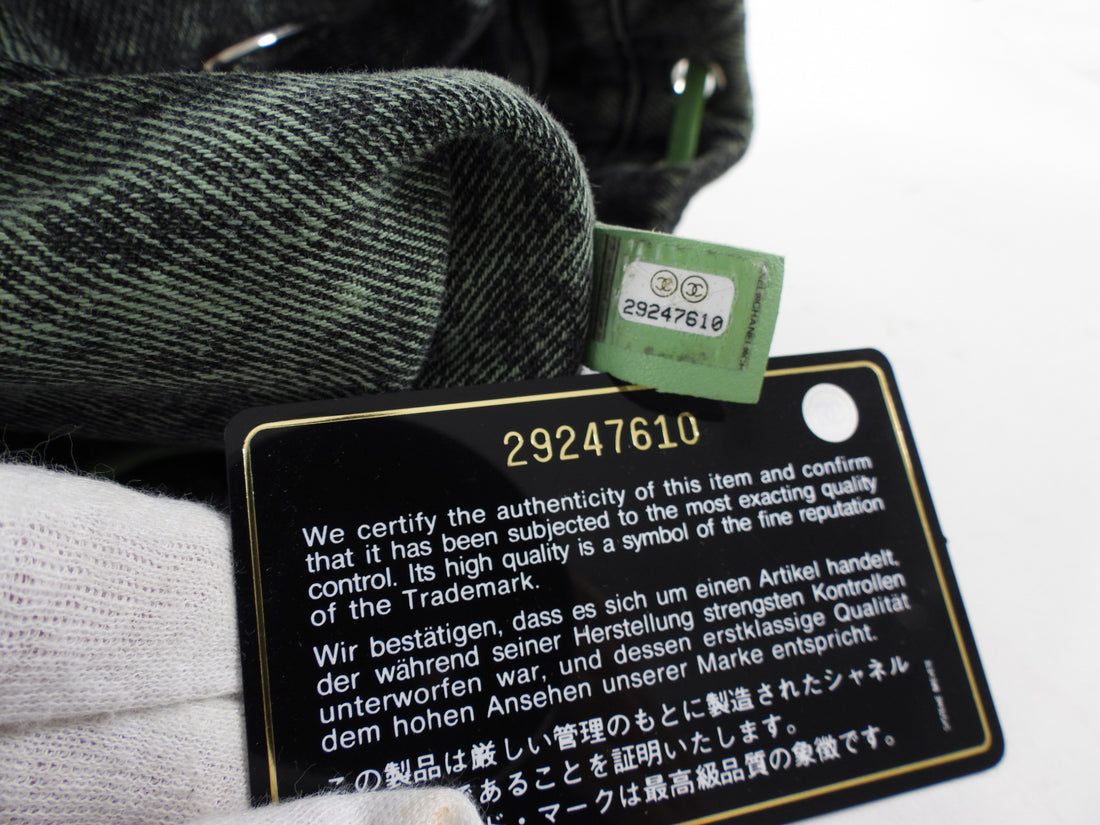 29247610
29247610
We certify the authenticity of this item and confirm
that it has been subjected to the most exacting quality
control. Its high quality is a symbol of the fine reputation
of the Trademark.
Wir bestätigen, dass es sich um einen Artikel handelt,
der während seiner Herstellung strengsten Kontrollen
unterworfen war, und dessen erstklassige Qualität
dem hohen Ansehen unserer Marke entspricht.
この製品は厳しい管理のもとに製造されたシャネル
であることを証明いたします。
ド・マークは最高級品質の象徴です。